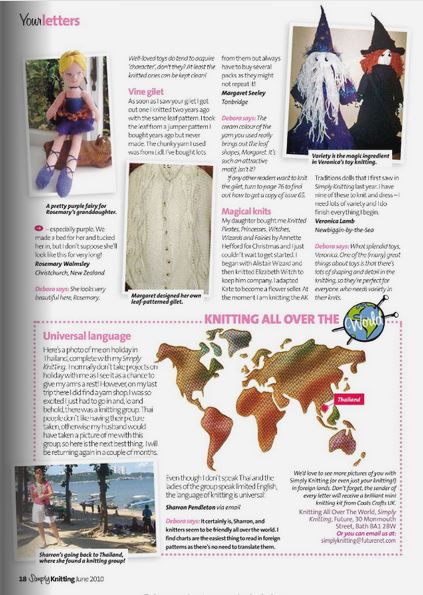 Your letters
A pretty purple fairy for
Rosemary's granddaughter.
– especially purple. We
made a bed for her and tucked
her in, but I don't suppose she'll
look like this for very long!
Rosemary Walmsley
Christchurch, New Zealand
Debora says: She looks very
beautiful here, Rosemary.
Well-loved toys do tend to acquire
'character', don't they? At least the
knitted ones can be kept clean!
Vine gilet
As soon as I saw your gilet I got
out one I knitted two years ago
with the same leaf pattern. I took
the leaf from a jumper pattern I
bought years ago but never
made. The chunky yarn I used
was from Lidl. I've bought lots
Margaret designed her own
leaf-patterned gilet.
from them but always
have to buy several
packs as they might
not repeat it!
Margaret Seeley
Tonbridge
Debora says: The
cream colour of the
yarn you used really
brings out the leaf
shapes, Margaret. It's
such an attractive
motif, isn't it?
If any other readers want to knit
the gilet, turn to page 76 to find
out how to get a copy of issue 65.
Magical knits
My daughter bought me Knitted
Pirates, Princesses, Witches,
Wizards and Fairies by Annette
Hefford for Christmas and I just
couldn't wait to get started. I
began with Alistair Wizard and
then knitted Elizabeth Witch to
keep him company. I adapted
Kate to become a flower seller. At
the moment I am knitting the AK
Variety is the magic ingredient
in Veronica's toy knitting.
Traditions dolls that I first saw in
Simply Knitting last year. I have
nine of these to knit and dress – I
need lots of variety and I do
finish everything I begin.
Veronica Lamb
Newbiggin-by-the-Sea
Debora says: What splendid toys,
Veronica. One of the (many) great
things about toys is that there's
lots of shaping and detail in the
knitting, so they're perfect for
everyone who needs variety in
their knits.
KNITTING ALL OVER THE World
Universal language
Here's a photo of me on holiday in
Thailand, complete with my Simply
Knitting. I normally don't take projects on
holiday with me as I see it as a chance to
give my arms a rest! However, on my last
trip there I did find a yarn shop. I was so
excited I just had to go in and, lo and
behold, there was a knitting group. Thai
people don't like having their picture
taken, otherwise my husband would
have taken a picture of me with this
group, so here is the next best thing. I will
be returning again in a couple of months.
Sharron's going back to Thailand,
where she found a knitting group!
Thailand
Even though I don't speak Thai and the
ladies of the group speak limited English,
the language of knitting is universal!
Sharron Pendleton via email
Debora says: It certainly is, Sharron, and
knitters seem to be friendly all over the world. I
find charts are the easiest thing to read in foreign
patterns as there's no need to translate them.
We'd love to see more pictures of you with
Simply Knitting (or even just your knitting!)
in foreign lands. Don't forget, the sender of
every letter will receive a brilliant mini
knitting kit from Coats Crafts UK.
Knitting All Over The World, Simply
Knitting, Future, 30 Monmouth
Street, Bath BA1 2BW
Or you can email us at:
simplyknitting@futurenet.com
18 Simply Knitting June 2010